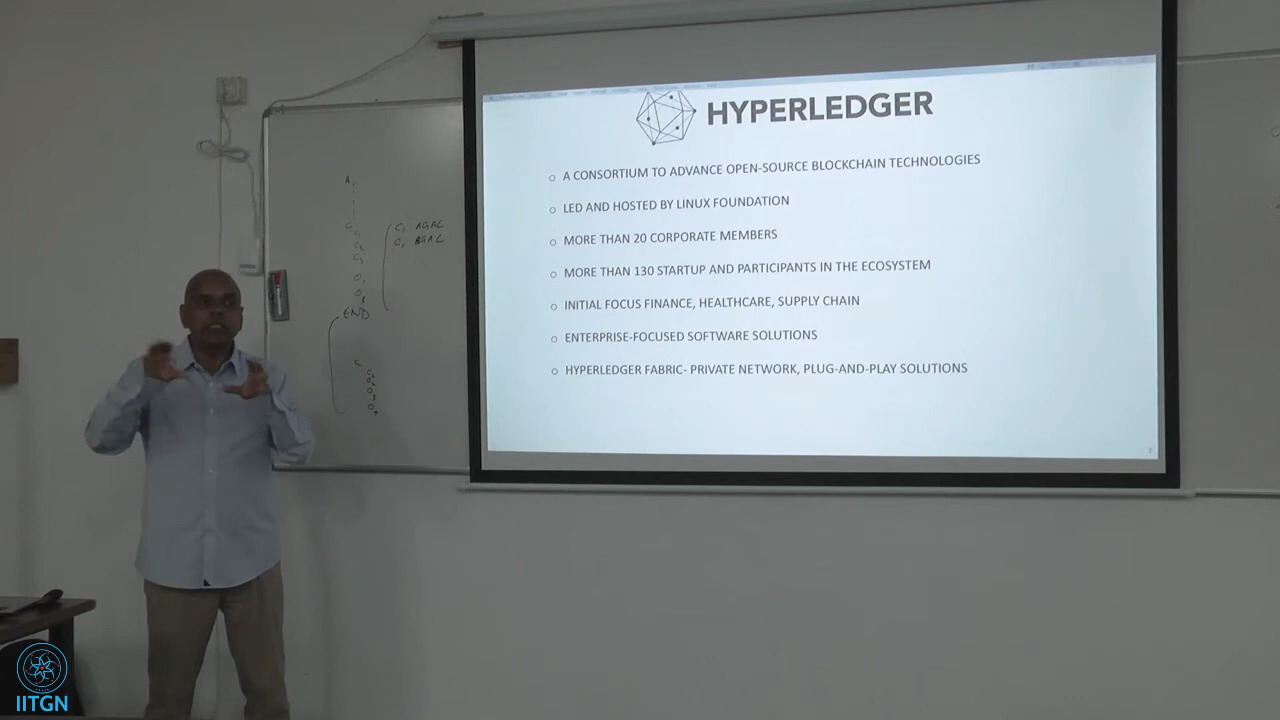 HYPERLEDGER
A CONSORTIUM TO ADVANCE OPEN-SOURCE BLOCKCHAIN TECHNOLOGIES
LED AND HOSTED BY LINUX FOUNDATION
MORE THAN 20 CORPORATE MEMBERS
MORE THAN 130 STARTUP AND PARTICIPANTS IN THE ECOSYSTEM
INITIAL FOCUS FINANCE, HEALTHCARE, SUPPLY CHAIN
ENTERPRISE-FOCUSED SOFTWARE SOLUTIONS
HYPERLEDGER FABRIC- PRIVATE NETWORK, PLUG-AND-PLAY SOLUTIONS
7
END
IITGN